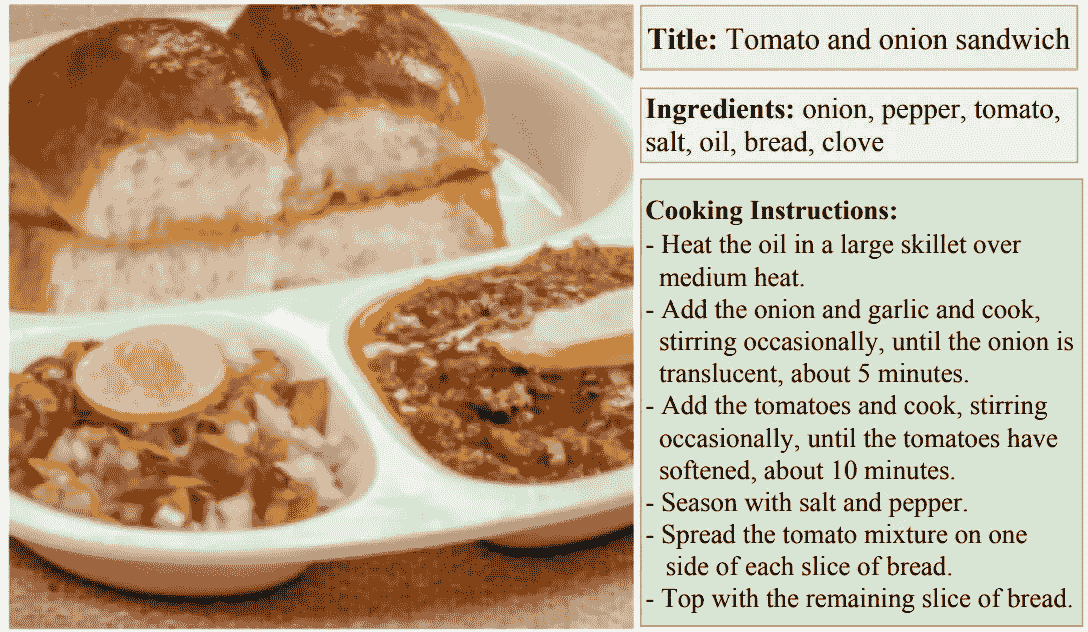 Title: Tomato and onion sandwich
Ingredients: onion, pepper, tomato,
salt, oil, bread, clove
Cooking Instructions:
- Heat the oil in a large skillet over
medium heat.
- Add the onion and garlic and cook,
stirring occasionally, until the onion is
translucent, about 5 minutes.
- Add the tomatoes and cook, stirring
occasionally, until the tomatoes have
softened, about 10 minutes.
- Season with salt and pepper.
- Spread the tomato mixture on one
side of each slice of bread.
- Top with the remaining slice of bread.